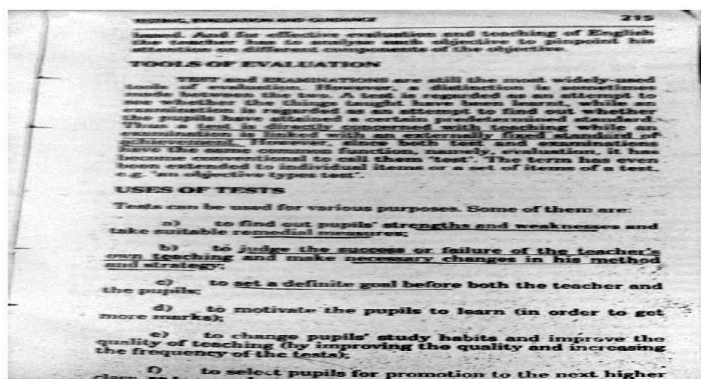 TESTING, EVALUATION AND GUIDANCE 215
based. And for effective evaluation and teaching of English
the teacher has to analyse each objective to pinpoint his
attention on different components of the objective.
TOOLS OF EVALUATION
TEST and EXAMINATIONS are still the most widely-used
tools of evaluation. However, a distinction is sometimes
made between the two. A test is regarded as an attempt to
see whether the things taught have been learnt, while an
examination is regarded as an attempt to find out whether
the pupils have attained a certain predetermined standard.
Thus a test is directly concerned with teaching while an
examination is linked with an externally fixed standard of
achievement. However, since both test and examinations
have the same common function, namely, evaluation, it has
become conventional to call them 'test'. The term has even
been extended to individual items or a set of items of a test,
e.g. 'an objective types test'.
USES OF TESTS
Tests can be used for various purposes. Some of them are:
a) to find out pupils' strengths and weaknesses and
take suitable remedial measures;
b) to judge the success or failure of the teacher's
own teaching and make necessary changes in his method
and strategy;
c) to set a definite goal before both the teacher and
the pupils;
d) to motivate the pupils to learn (in order to get
more marks);
e) to change pupils' study habits and improve the
quality of teaching (by improving the quality and increasing
the frequency of the tests);
f) to select pupils for promotion to the next higher
class